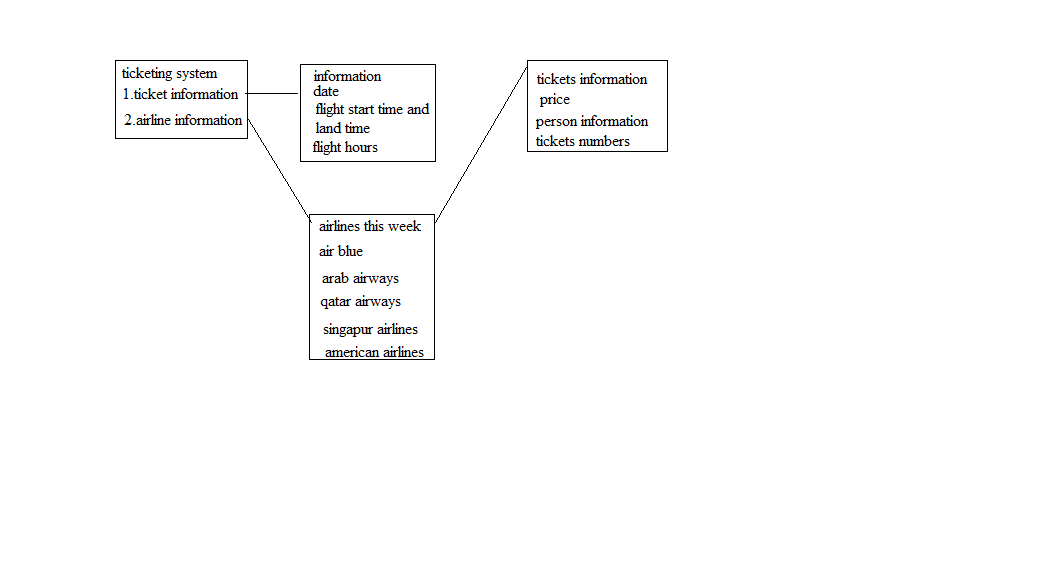 ticketing system
1.ticket information
2.airline information
information
date
flight start time and
land time
flight hours
tickets information
price
person information
tickets numbers
airlines this week
air blue
arab airways
qatar airways
singapur airlines
american airlines